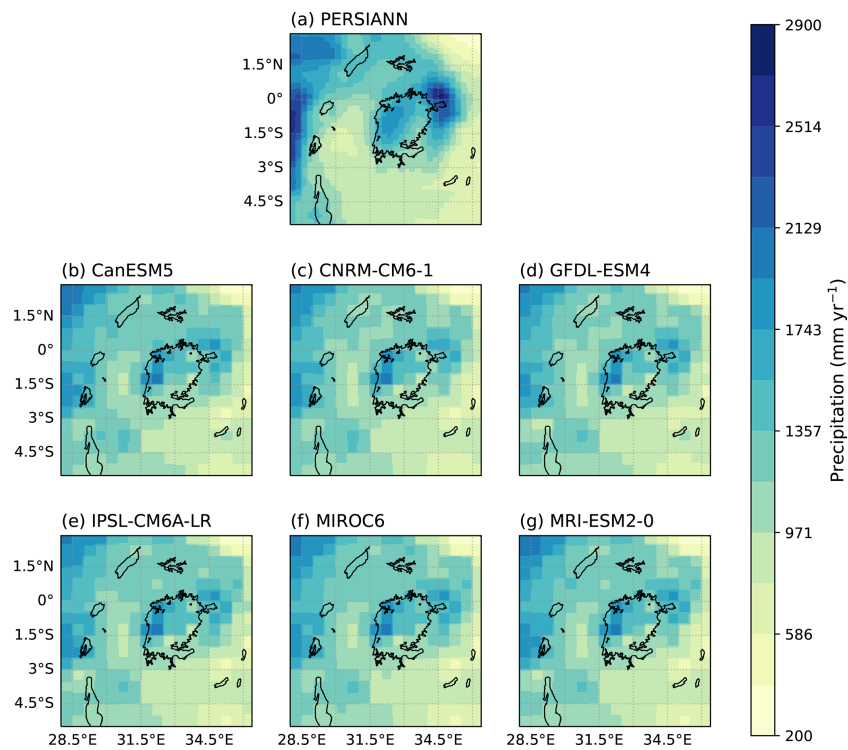 (a) PERSIANN
1.5°N
0°
1.5°S
3°S
4.5°S
(b) CanESM5
(c) CNRM-CM6-1
(d) GFDL-ESM4
1.5°N
0°
1.5°S
3°S
4.5°S
(e) IPSL-CM6A-LR
(f) MIROC6
(g) MRI-ESM2-0
1.5°N
0°
1.5°S
3°S
4.5°S
28.5°E 31.5°E 34.5°E
28.5°E 31.5°E 34.5°E
28.5°E 31.5°E 34.5°E
2900
2514
2129
1743
1357
971
586
200
Precipitation (mm yr⁻¹)